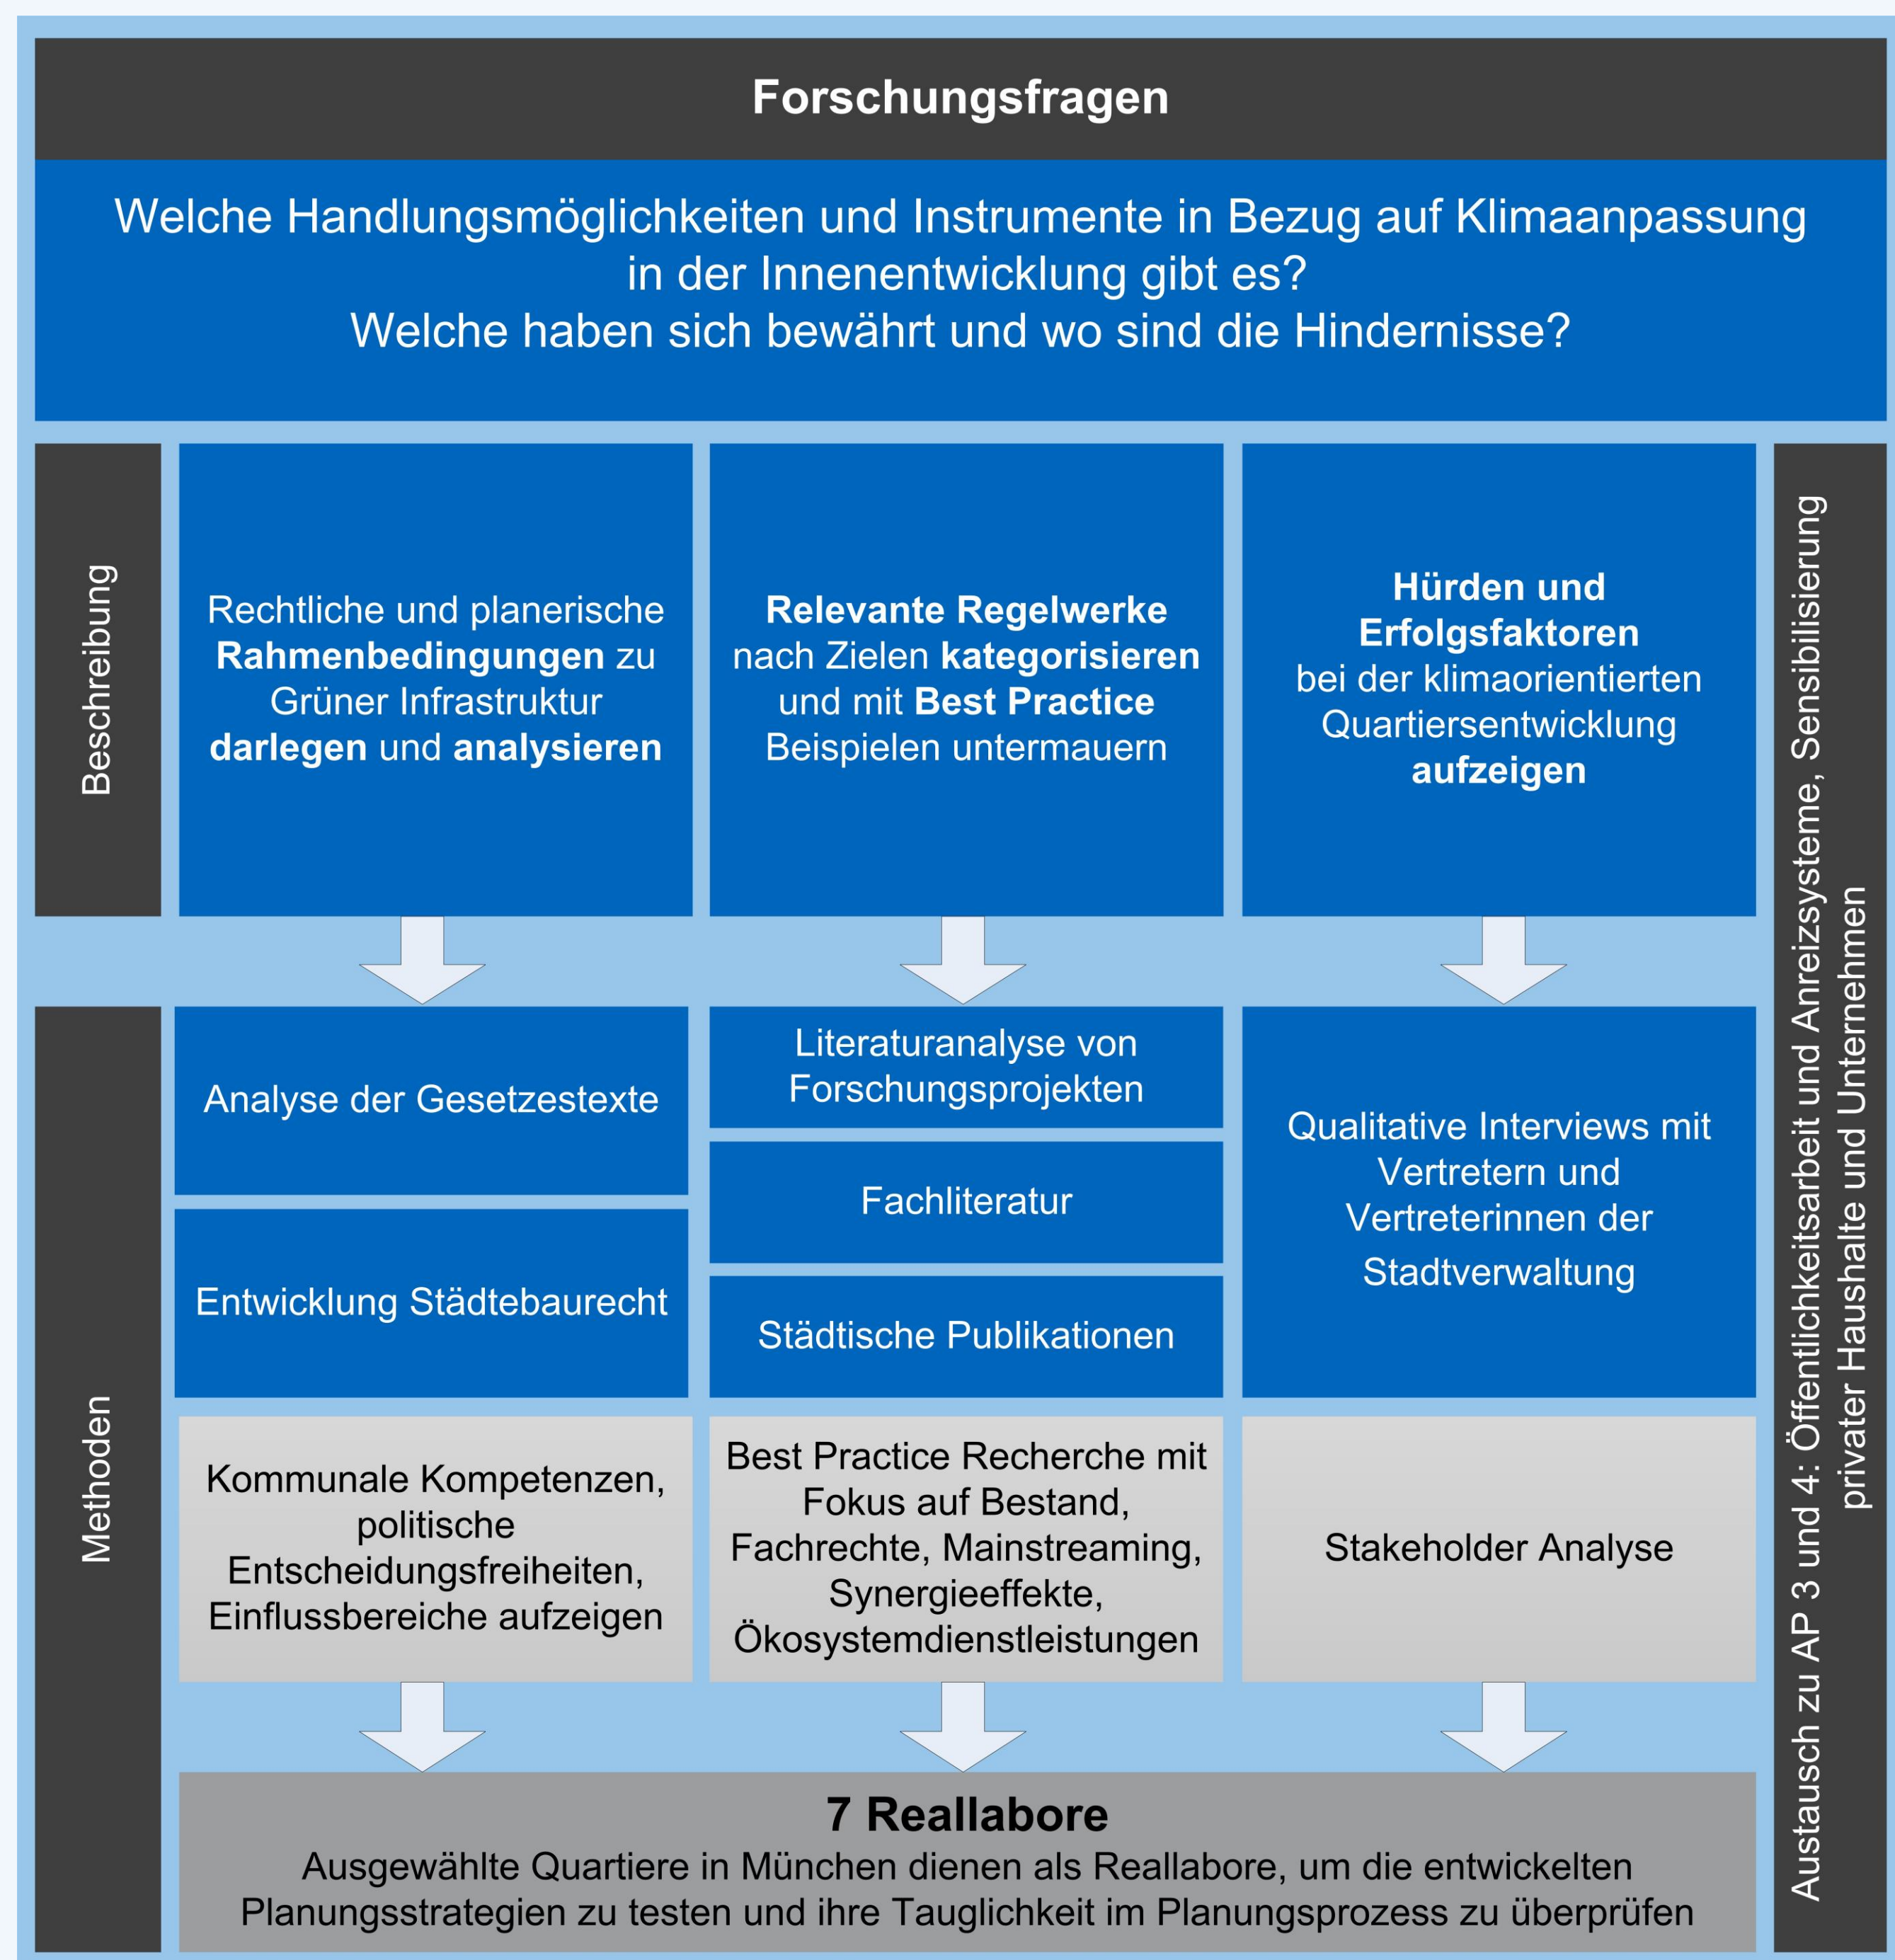 Forschungsfragen
Welche Handlungsmöglichkeiten und Instrumente in Bezug auf Klimaanpassung
in der Innenentwicklung gibt es?
Welche haben sich bewährt und wo sind die Hindernisse?
Beschreibung
Rechtliche und planerische
Rahmenbedingungen zu
Grüner Infrastruktur
darlegen und analysieren
Relevante Regelwerke
nach Zielen kategorisieren
und mit Best Practice
Beispielen untermauern
Hürden und
Erfolgsfaktoren
bei der klimaorientierten
Quartiersentwicklung
aufzeigen
Methoden
Analyse der Gesetzestexte
Entwicklung Städtebaurecht
Literaturanalyse von
Forschungsprojekten
Fachliteratur
Städtische Publikationen
Qualitative Interviews mit
Vertretern und
Vertreterinnen der
Stadtverwaltung
Kommunale Kompetenzen,
politische
Entscheidungsfreiheiten,
Einflussbereiche aufzeigen
Best Practice Recherche mit
Fokus auf Bestand,
Fachrechte, Mainstreaming,
Synergieeffekte,
Ökosystemdienstleistungen
Stakeholder Analyse
7 Reallabore
Ausgewählte Quartiere in München dienen als Reallabore, um die entwickelten
Planungsstrategien zu testen und ihre Tauglichkeit im Planungsprozess zu überprüfen
Austausch zu AP 3 und 4: Öffentlichkeitsarbeit und Anreizsysteme, Sensibilisierung
privater Haushalte und Unternehmen